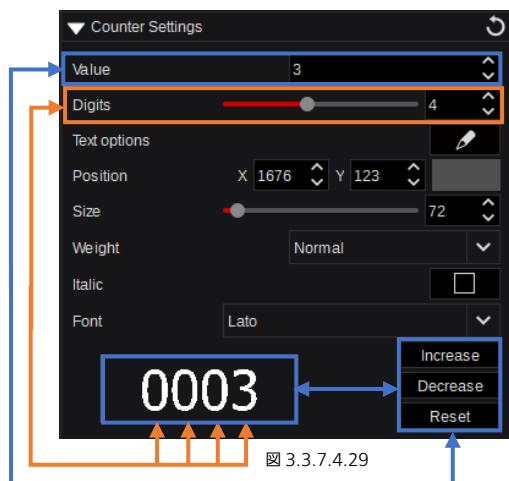 Counter Settings
Value 3
Digits 4
Text options
Position X 1676 Y 123
Size 72
Weight Normal
Italic
Font Lato
0003
Increase
Decrease
Reset
図 3.3.7.4.29